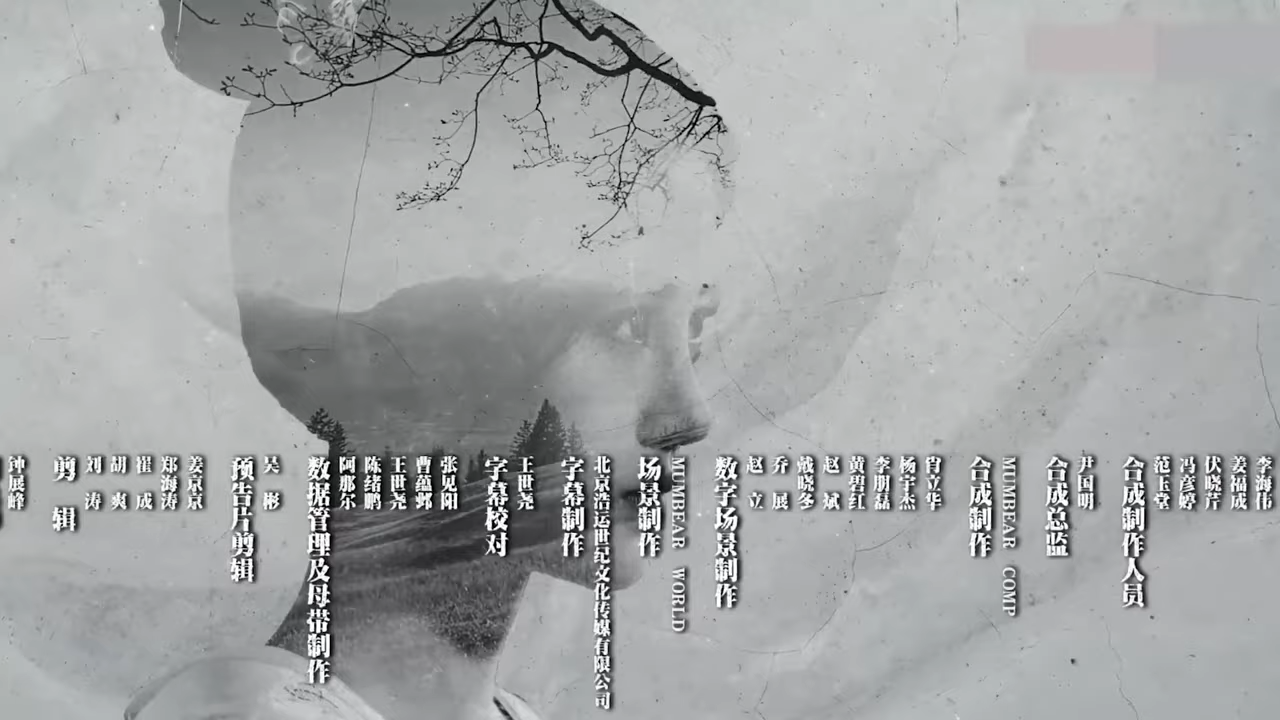 钟展峰
剪辑
刘涛
胡爽
崔成
郑海涛
姜京京
预告片剪辑
吴彬
数据管理及母带制作
阿那尔
陈绪鹏
王世尧
曹蕴邺
张见阳
字幕校对
王世尧
字幕制作
北京浩运世纪文化传媒有限公司
场景制作
MUMBEAR WORLD
数字场景制作
赵立
乔展
戴晓冬
赵斌
黄碧红
李朋磊
杨宇杰
肖立华
合成制作
MUMBEAR COMP
合成总监
尹国明
合成制作人员
范玉堂
冯彦婷
伏晓芹
姜福成
李海伟